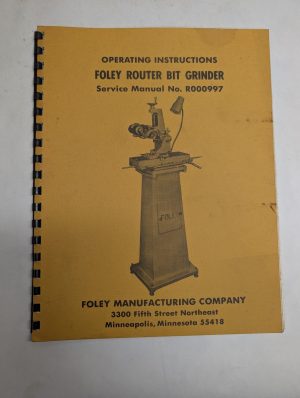 OPERATING INSTRUCTIONS
FOLEY ROUTER BIT GRINDER
Service Manual No. R000997
FOLEY
FOLEY MANUFACTURING COMPANY
3300 Fifth Street Northeast
Minneapolis, Minnesota 55418